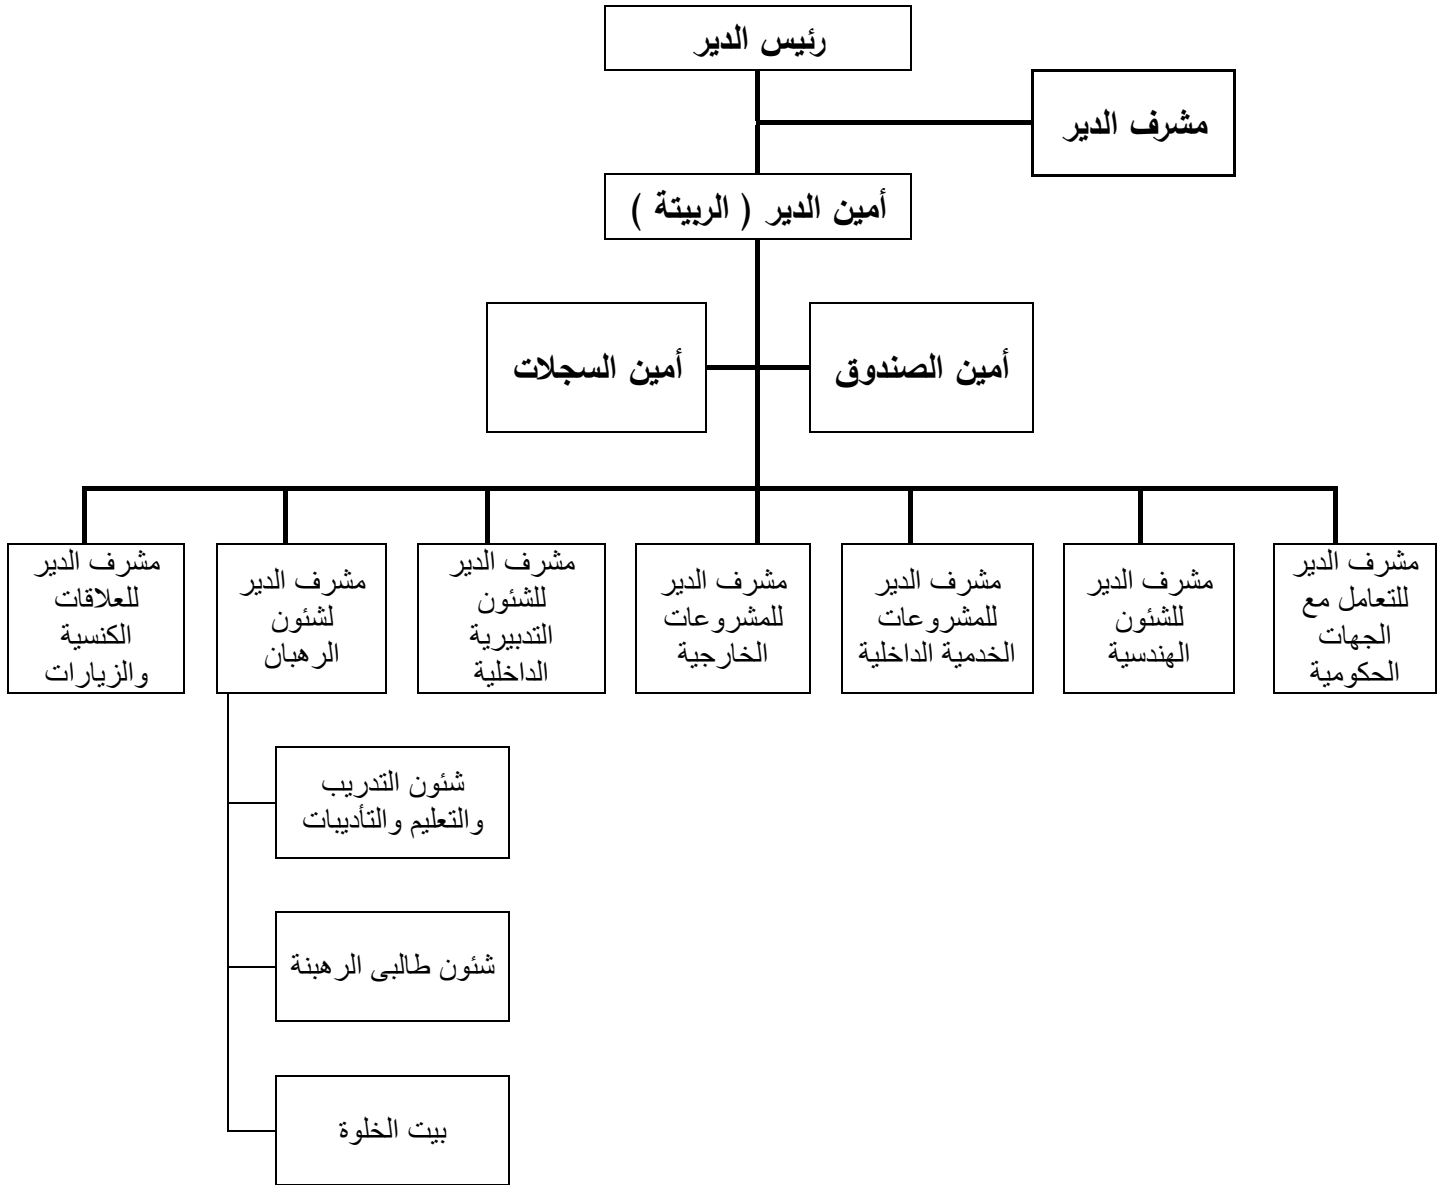 رئيس الدير
مشرف الدير
أمين الدير ( الربيتة )
أمين الصندوق
أمين السجلات
مشرف الدير
للتعامل مع
الجهات
الحكومية
مشرف الدير
للشئون
الهندسية
مشرف الدير
للمشروعات
الخدمية الداخلية
مشرف الدير
للمشروعات
الخارجية
مشرف الدير
للشئون
التدبيرية
الداخلية
مشرف الدير
لشئون
الرهبان
مشرف الدير
للعلاقات
الكنسية
والزيارات
شئون التدريب
والتعليم والتأديبات
شئون طالبى الرهبنة
بيت الخلوة